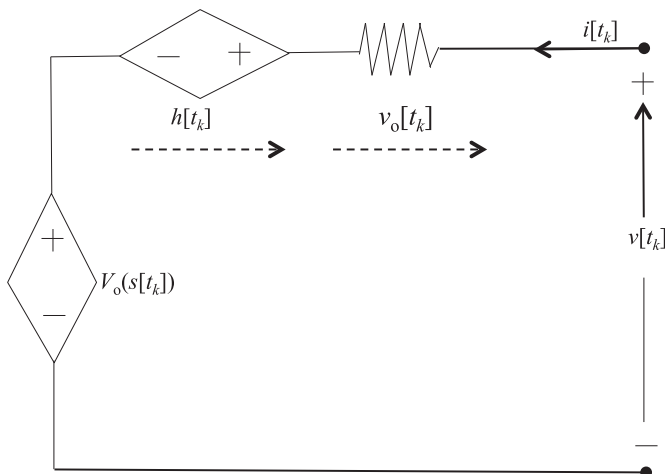 i[t_k]
− +
+
h[t_k]
v_o[t_k]
+
v[t_k]
V_o(s[t_k])
−
−